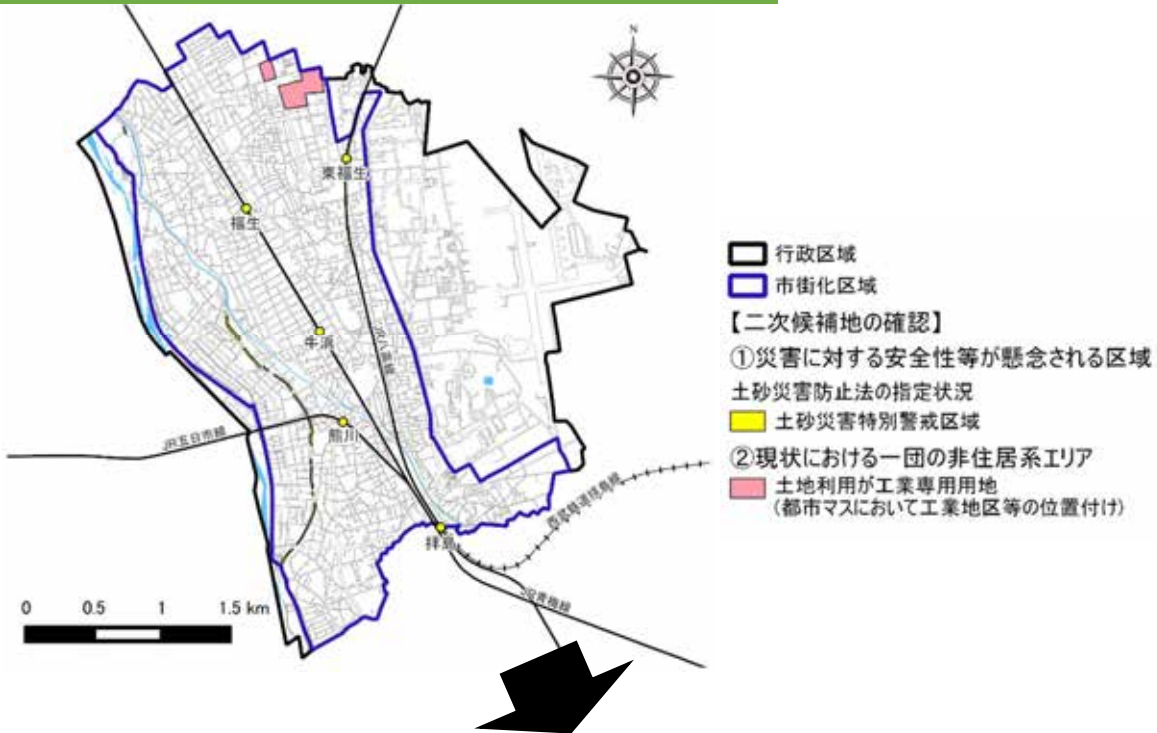 N
東福生
福生
牛浜
JR八高線
熊川
JR五日市線
拝島
西武鉄道拝島線
JR青梅線
0 0.5 1 1.5 km
行政区域
市街化区域
【二次候補地の確認】
①災害に対する安全性等が懸念される区域
土砂災害防止法の指定状況
土砂災害特別警戒区域
②現状における一団の非住居系エリア
土地利用が工業専用用地
(都市マスにおいて工業地区等の位置付け)